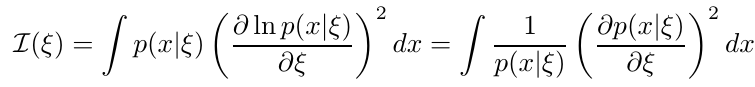 $\mathcal{I}(\xi) = \int p(x|\xi) \left( \frac{\partial \ln p(x|\xi)}{\partial \xi} \right)^2 dx = \int \frac{1}{p(x|\xi)} \left( \frac{\partial p(x|\xi)}{\partial \xi} \right)^2 dx$